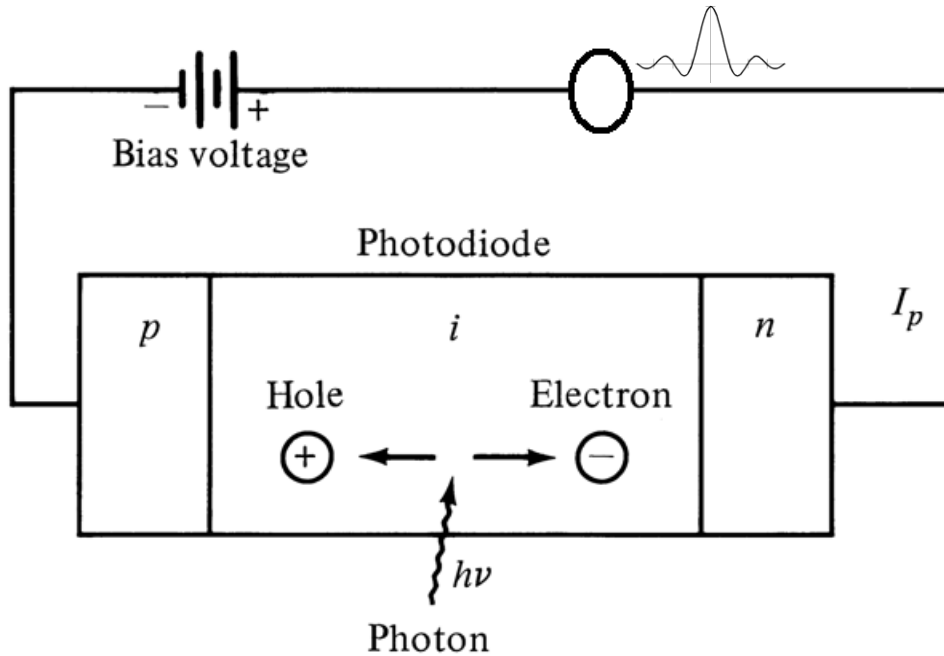 − +
Bias voltage
Photodiode
p i n I_p
Hole Electron
+ −
hν
Photon